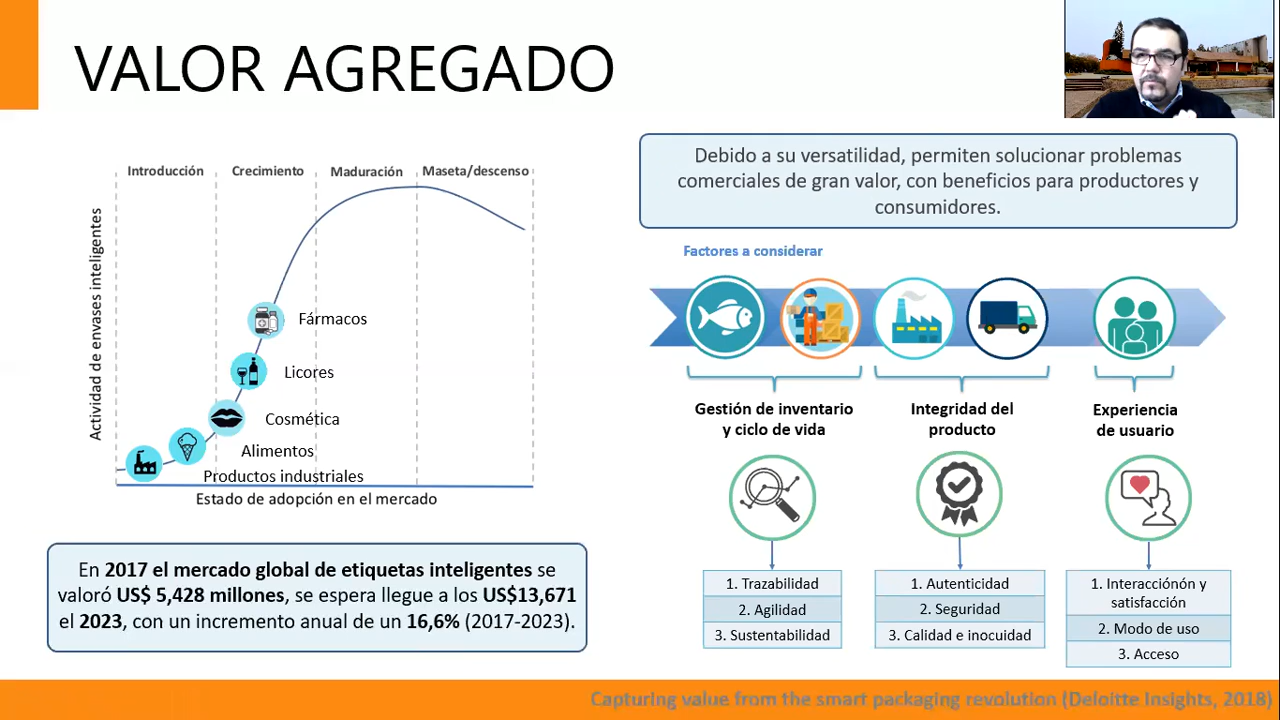 VALOR AGREGADO
Introducción
Crecimiento
Maduración
Maseta/descenso
Actividad de envases inteligentes
Fármacos
Licores
Cosmética
Alimentos
Productos industriales
Estado de adopción en el mercado
En 2017 el mercado global de etiquetas inteligentes se
valoró US$ 5,428 millones, se espera llegue a los US$13,671
el 2023, con un incremento anual de un 16,6% (2017-2023).
Debido a su versatilidad, permiten solucionar problemas
comerciales de gran valor, con beneficios para productores y
consumidores.
Factores a considerar
Gestión de inventario
y ciclo de vida
Integridad del
producto
Experiencia
de usuario
1. Trazabilidad
2. Agilidad
3. Sustentabilidad
1. Autenticidad
2. Seguridad
3. Calidad e inocuidad
1. Interacciónón y
satisfacción
2. Modo de uso
3. Acceso
Capturing value from the smart packaging revolution (Deloitte Insights, 2018)